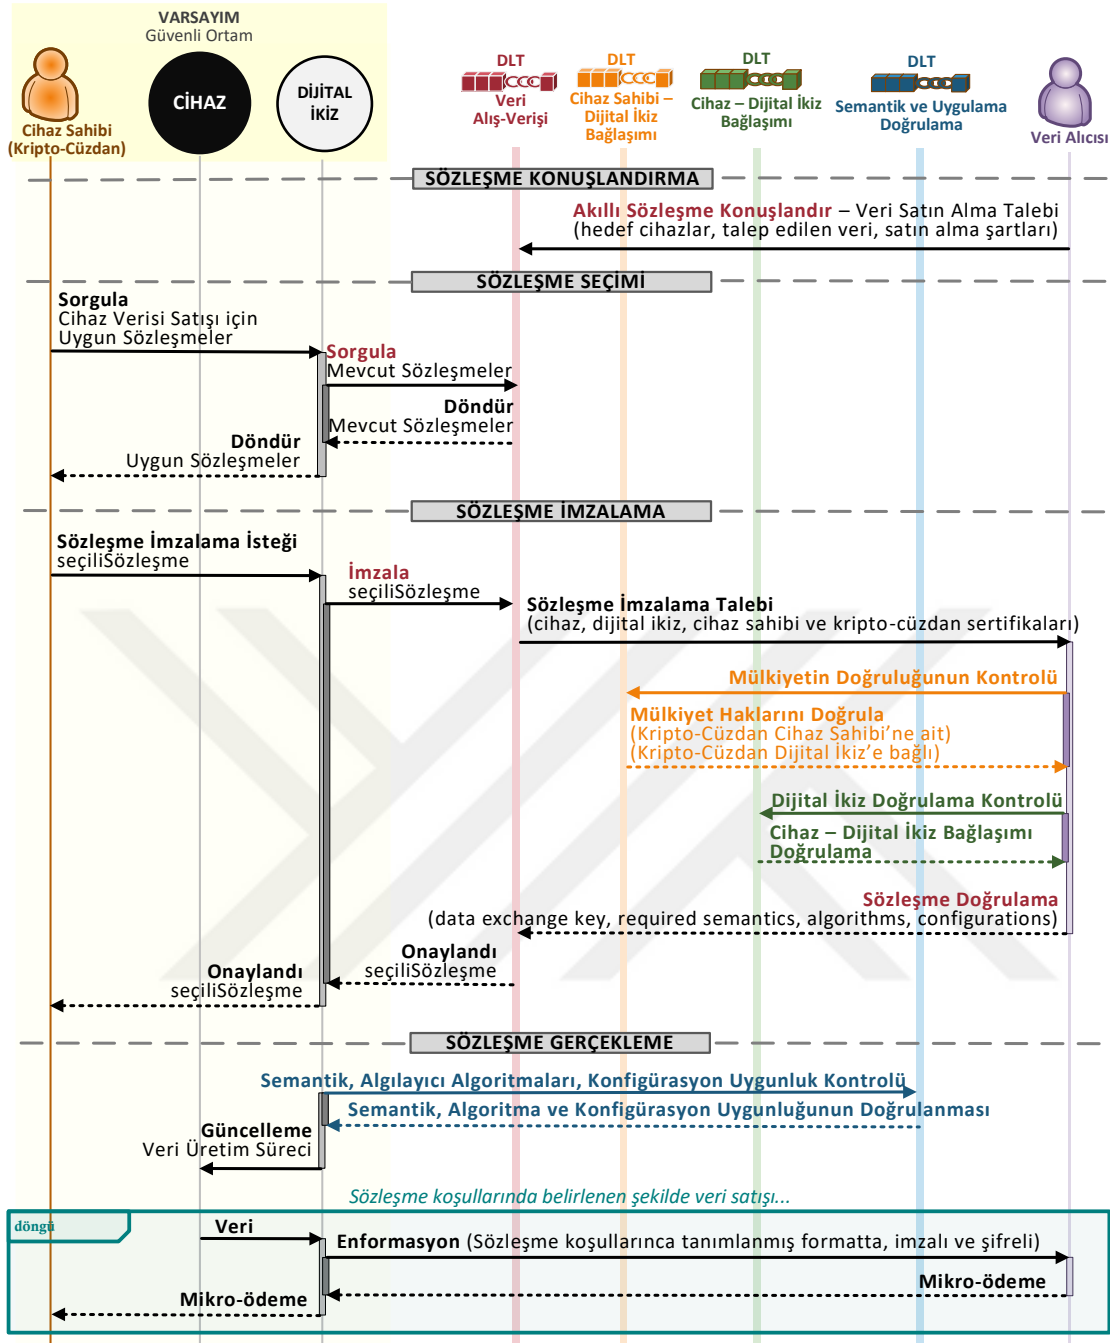 VARSAYIM
Güvenli Ortam
CİHAZ
DİJİTAL
İKİZ
Cihaz Sahibi
(Kripto-Cüzdan)
DLT
Veri
Alış-Verişi
DLT
Cihaz Sahibi –
Dijital İkiz
Bağlaşımı
DLT
Cihaz – Dijital İkiz
Bağlaşımı
DLT
Semantik ve Uygulama
Doğrulama
Veri Alıcısı
SÖZLEŞME KONUŞLANDIRMA
Akıllı Sözleşme Konuşlandır – Veri Satın Alma Talebi
(hedef cihazlar, talep edilen veri, satın alma şartları)
SÖZLEŞME SEÇİMİ
Sorgula
Cihaz Verisi Satışı için
Uygun Sözleşmeler
Sorgula
Mevcut Sözleşmeler
Döndür
Mevcut Sözleşmeler
Döndür
Uygun Sözleşmeler
SÖZLEŞME İMZALAMA
Sözleşme İmzalama İsteği
seçiliSözleşme
İmzala
seçiliSözleşme
Sözleşme İmzalama Talebi
(cihaz, dijital ikiz, cihaz sahibi ve kripto-cüzdan sertifikaları)
Mülkiyetin Doğruluğunun Kontrolü
Mülkiyet Haklarını Doğrula
(Kripto-Cüzdan Cihaz Sahibi’ne ait)
(Kripto-Cüzdan Dijital İkiz’e bağlı)
Dijital İkiz Doğrulama Kontrolü
Cihaz – Dijital İkiz Bağlaşımı
Doğrulama
Sözleşme Doğrulama
(data exchange key, required semantics, algorithms, configurations)
Onaylandı
seçiliSözleşme
Onaylandı
seçiliSözleşme
SÖZLEŞME GERÇEKLEME
Semantik, Algılayıcı Algoritmaları, Konfigürasyon Uygunluk Kontrolü
Semantik, Algoritma ve Konfigürasyon Uygunluğunun Doğrulanması
Güncelleme
Veri Üretim Süreci
Sözleşme koşullarında belirlenen şekilde veri satışı...
döngü
Veri
Enformasyon (Sözleşme koşullarınca tanımlanmış formatta, imzalı ve şifreli)
Mikro-ödeme
Mikro-ödeme